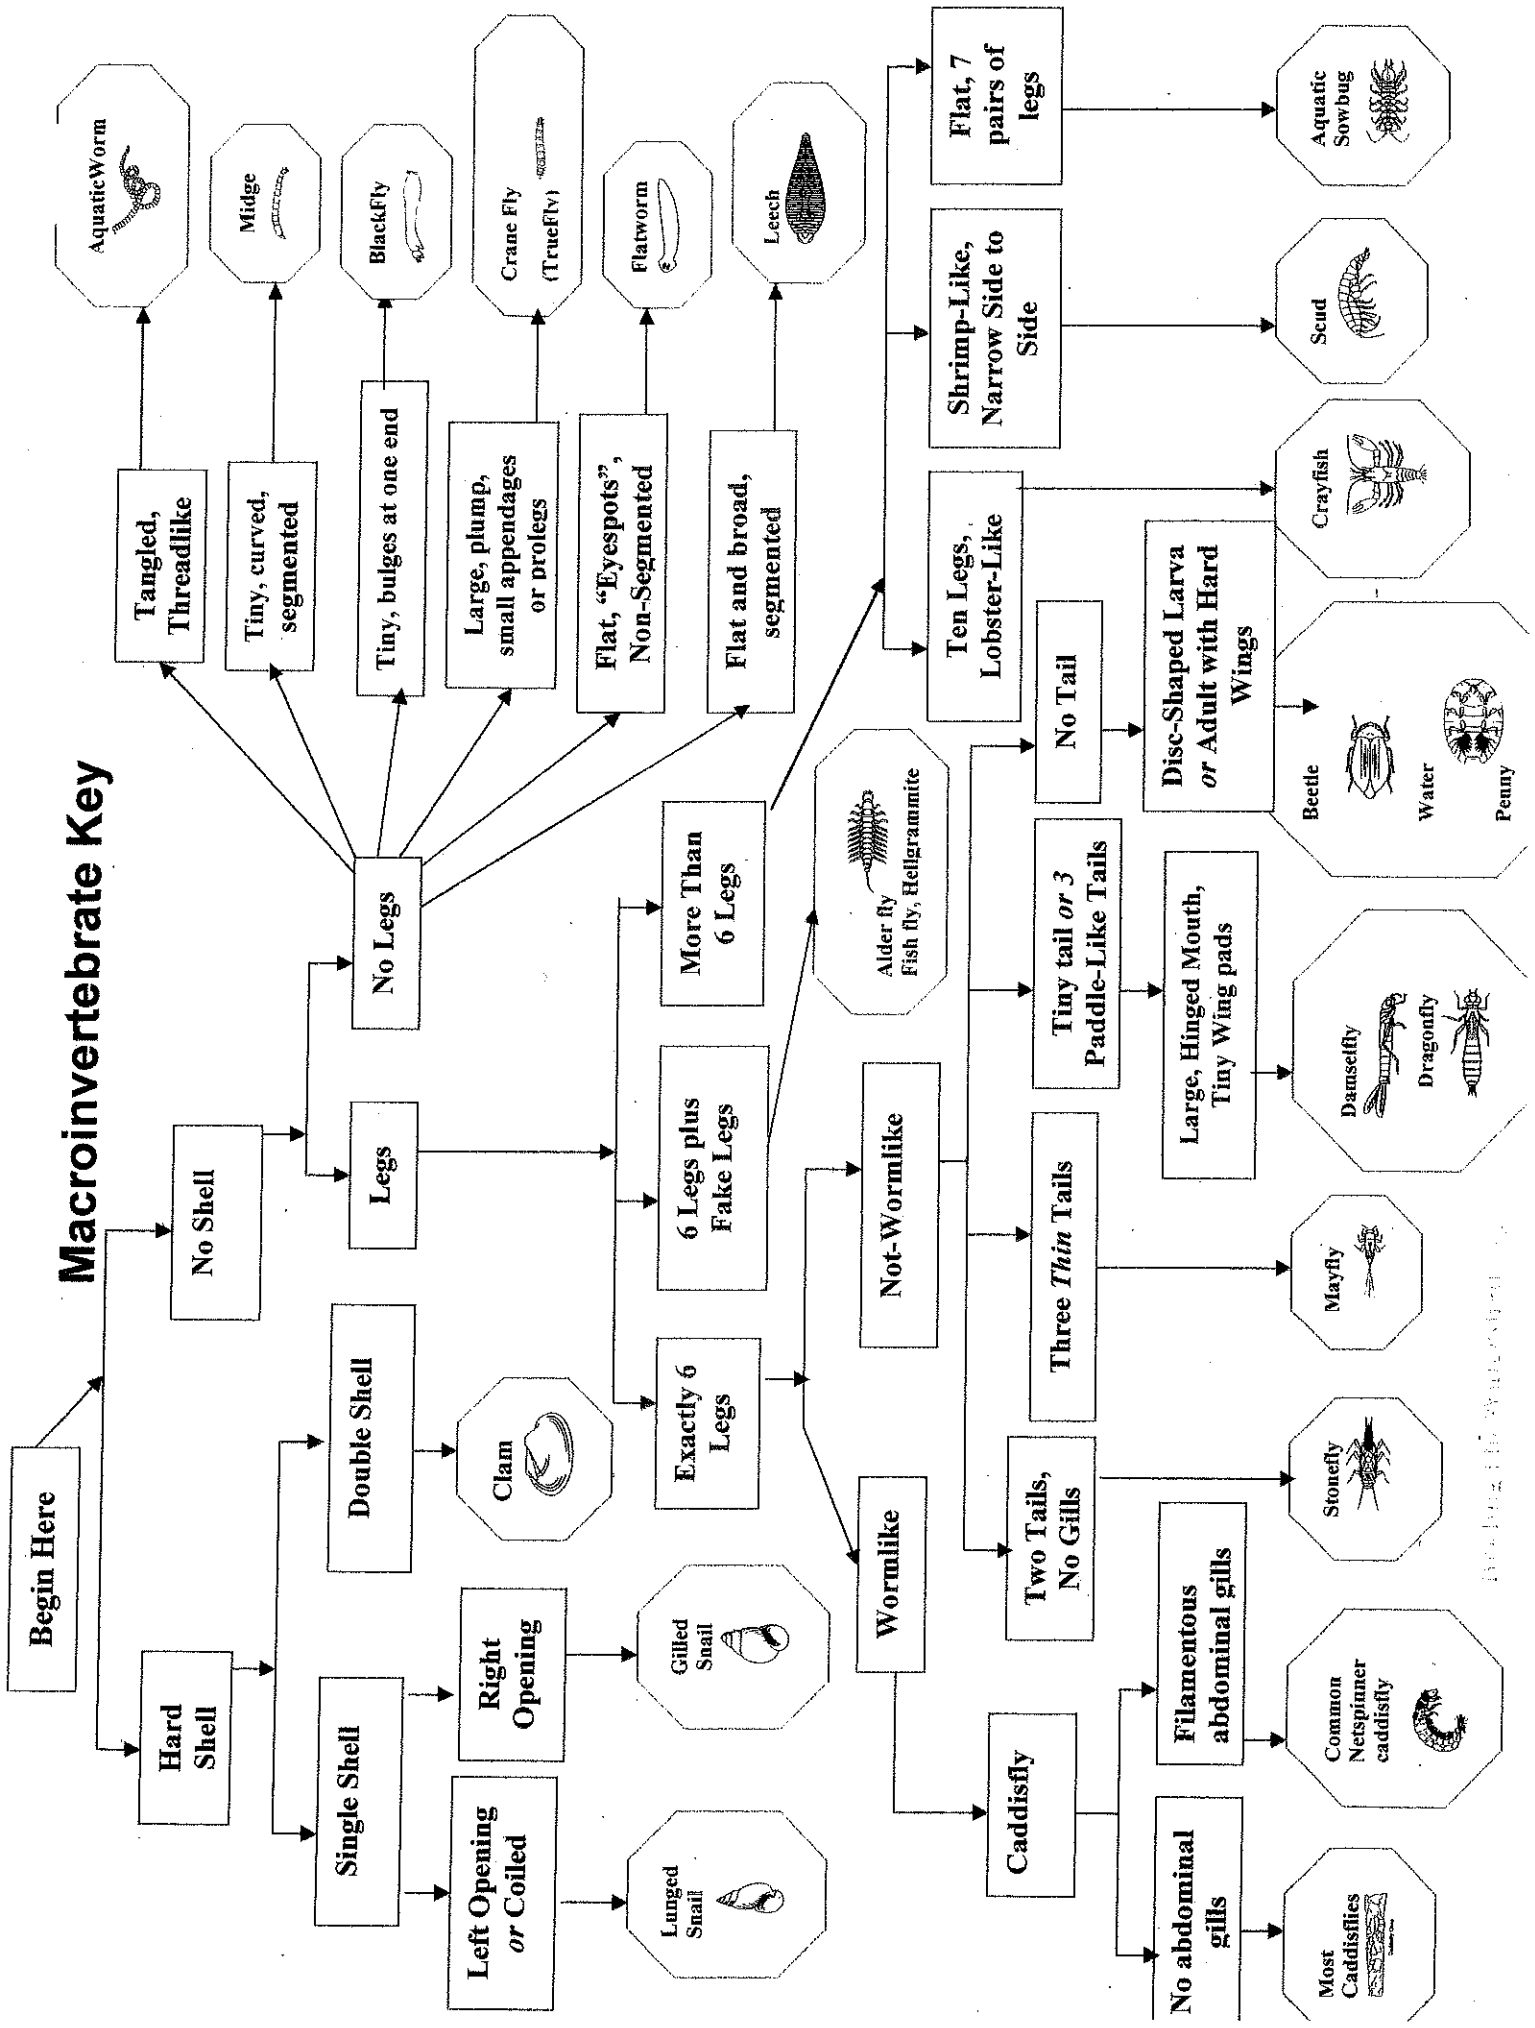 Macroinvertebrate Key
Begin Here
Hard
Shell
No Shell
Single Shell
Double Shell
Legs
No Legs
Left Opening
or Coiled
Right
Opening
Lunged
Snail
Gilled
Snail
Clam
Tangled,
Threadlike
AquaticWorm
Tiny, curved,
segmented
Midge
Tiny, bulges at one end
BlackFly
Large, plump,
small appendages
or prolegs
Crane Fly
(TrueFly)
Flat, “Eyespots”,
Non-Segmented
Flatworm
Flat and broad,
segmented
Leech
Exactly 6
Legs
6 Legs plus
Fake Legs
More Than
6 Legs
Alder fly
Fish fly, Hellgrammite
Wormlike
Not-Wormlike
Ten Legs,
Lobster-Like
Shrimp-Like,
Narrow Side to
Side
Flat, 7
pairs of
legs
Caddisfly
Two Tails,
No Gills
Three Thin Tails
Tiny tail or 3
Paddle-Like Tails
No Tail
No abdominal
gills
Filamentous
abdominal gills
Large, Hinged Mouth,
Tiny Wing pads
Disc-Shaped Larva
or Adult with Hard
Wings
Most
Caddisflies
Common
Netspinner
caddisfly
Stonefly
Mayfly
Damselfly
Dragonfly
Beetle
Water
Penny
Crayfish
Scud
Aquatic
Sowbug